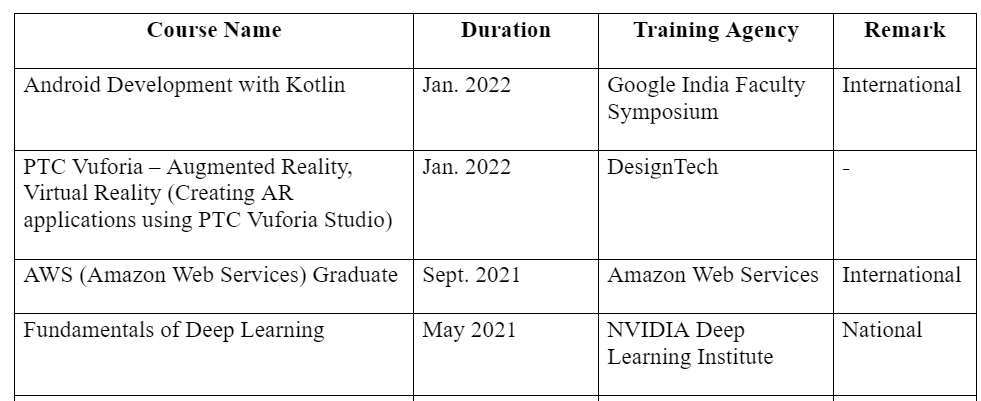 Course Name Duration Training Agency Remark
Android Development with Kotlin Jan. 2022 Google India Faculty International
Symposium
PTC Vuforia – Augmented Reality, Jan. 2022 DesignTech -
Virtual Reality (Creating AR
applications using PTC Vuforia Studio)
AWS (Amazon Web Services) Graduate Sept. 2021 Amazon Web Services International
Fundamentals of Deep Learning May 2021 NVIDIA Deep National
Learning Institute